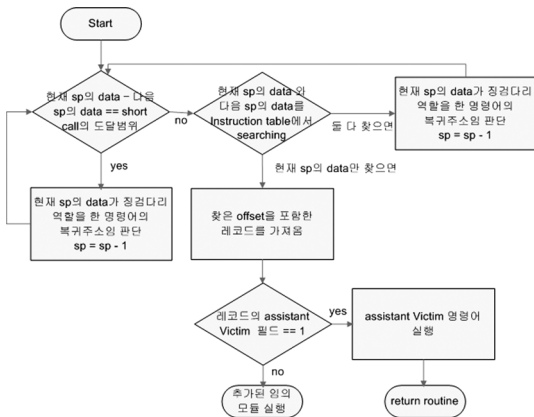 Start
현재 sp의 data – 다음
sp의 data == short
call의 도달범위
no
yes
현재 sp의 data가 징검다리
역할을 한 명령어의
복귀주소임 판단
sp = sp - 1
현재 sp의 data 와
다음 sp의 data를
Instruction table에서
searching
둘 다 찾으면
현재 sp의 data가 징검다리
역할을 한 명령어의
복귀주소임 판단
sp = sp - 1
현재 sp의 data만 찾으면
찾은 offset을 포함한
레코드를 가져옴
레코드의 assistant
Victim 필드 == 1
yes
assistant Victim 명령어
실행
no
추가된 임의
모듈 실행
return routine